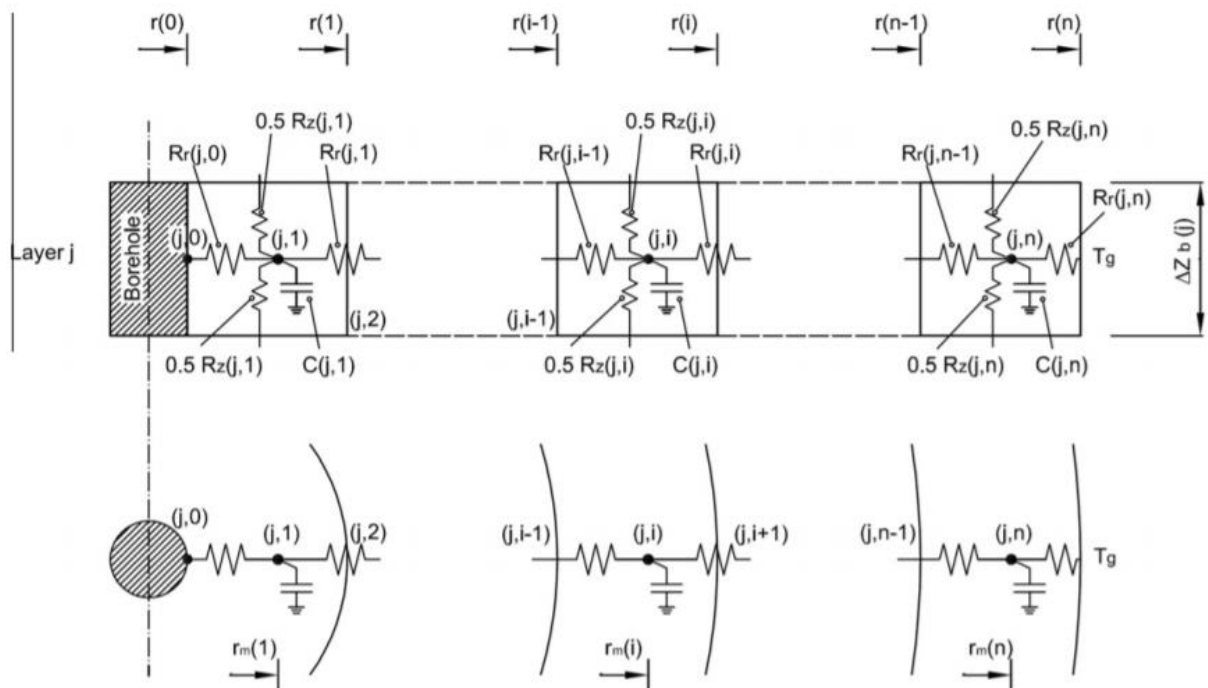 r(0) r(1) r(i-1) r(i) r(n-1) r(n)
0.5 Rz(j,1) 0.5 Rz(j,i) 0.5 Rz(j,n)
Rr(j,0) Rr(j,1) Rr(j,i-1) Rr(j,i) Rr(j,n-1)
Rr(j,n)
Layer j Borehole (j,0) (j,1) (j,i) (j,n) Tg ΔZ b (j)
(j,2) (j,i-1)
0.5 Rz(j,1) C(j,1) 0.5 Rz(j,i) C(j,i) 0.5 Rz(j,n) C(j,n)
(j,0) (j,1) (j,2) (j,i-1) (j,i) (j,i+1) (j,n-1) (j,n) Tg
rm(1) rm(i) rm(n)